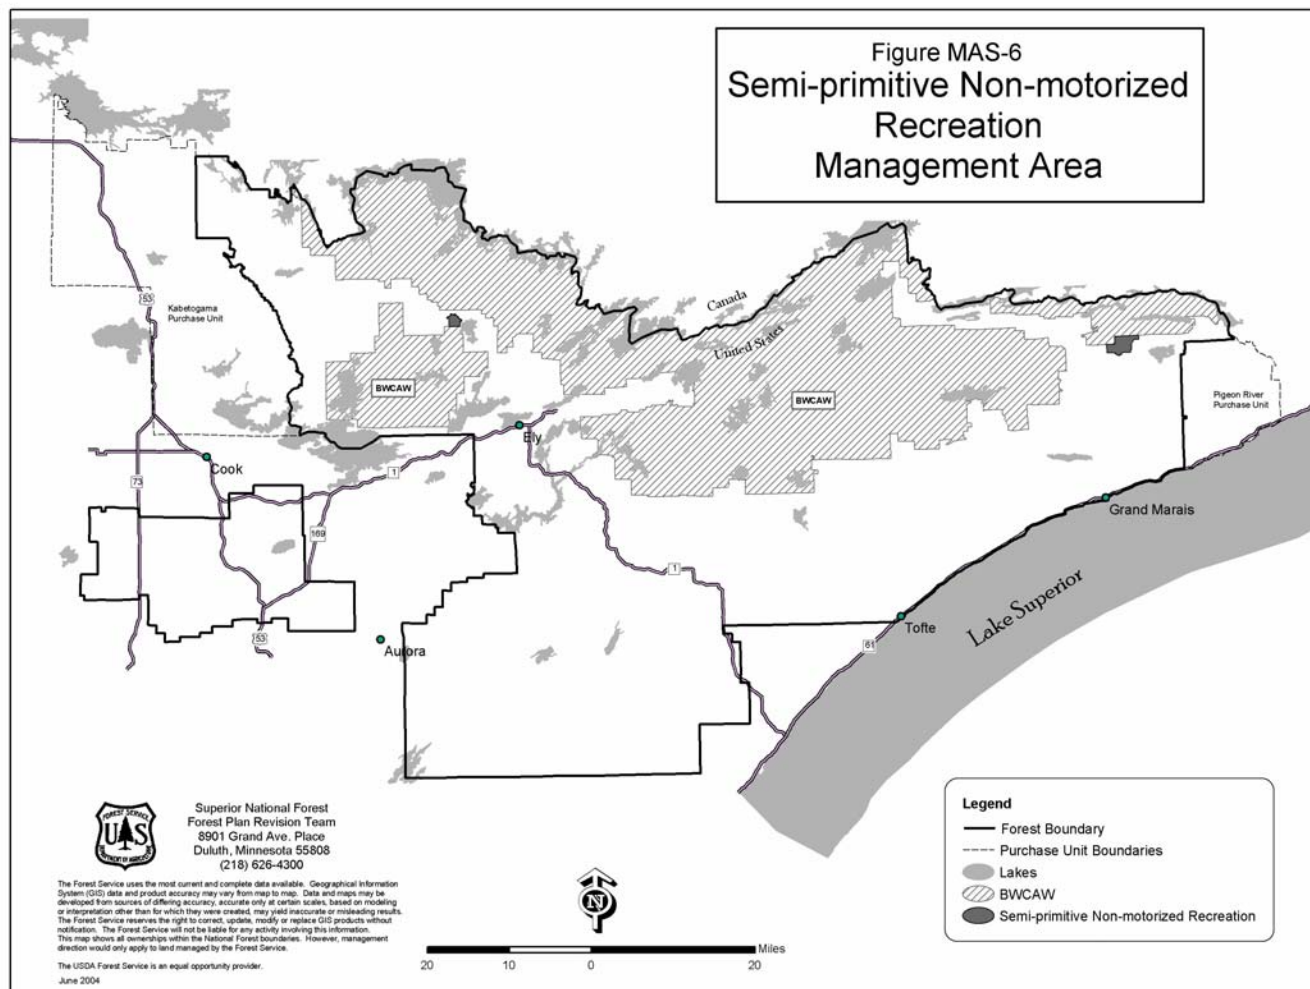 Figure MAS-6
Semi-primitive Non-motorized
Recreation
Management Area
53
Kabetogama
Purchase Unit
Canada
United States
BWCAW
BWCAW
Pigeon River
Purchase Unit
Ely
Cook
1
73
169
Grand Marais
1
53
Aurora
Tofte
61
Lake Superior
FOREST SERVICE
UAS
DEPARTMENT OF AGRICULTURE
Superior National Forest
Forest Plan Revision Team
8901 Grand Ave. Place
Duluth, Minnesota 55808
(218) 626-4300
The Forest Service uses the most current and complete data available. Geographical Information
System (GIS) data and product accuracy may vary from map to map. Data and maps may be
developed from sources of differing accuracy, accurate only at certain scales, based on modeling
or interpretation other than for which they were created, may yield inaccurate or misleading results.
The Forest Service reserves the right to correct, update, modify or replace GIS products without
notification. The Forest Service will not be liable for any activity involving this information.
This map shows all ownerships within the National Forest boundaries. However, management
direction would only apply to land managed by the Forest Service.
The USDA Forest Service is an equal opportunity provider.
June 2004
N
Miles
20 10 0 20
Legend
Forest Boundary
Purchase Unit Boundaries
Lakes
BWCAW
Semi-primitive Non-motorized Recreation